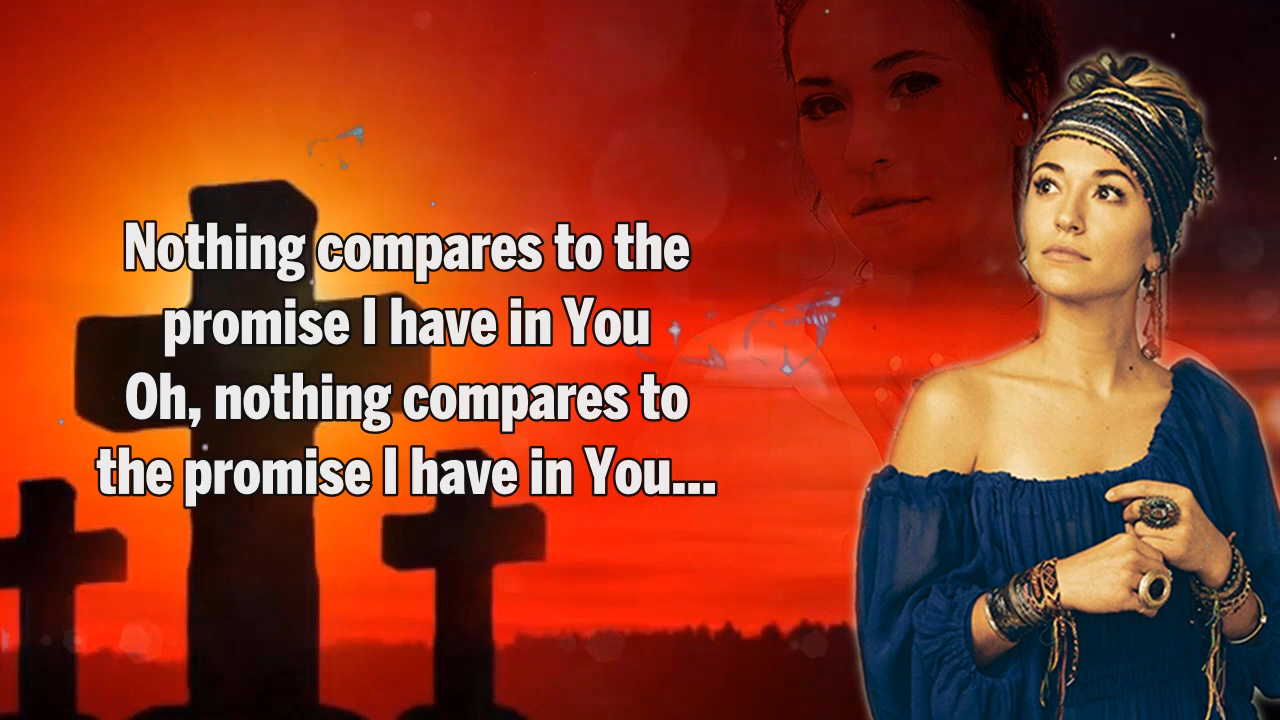 Nothing compares to the
promise I have in You
Oh, nothing compares to
the promise I have in You...